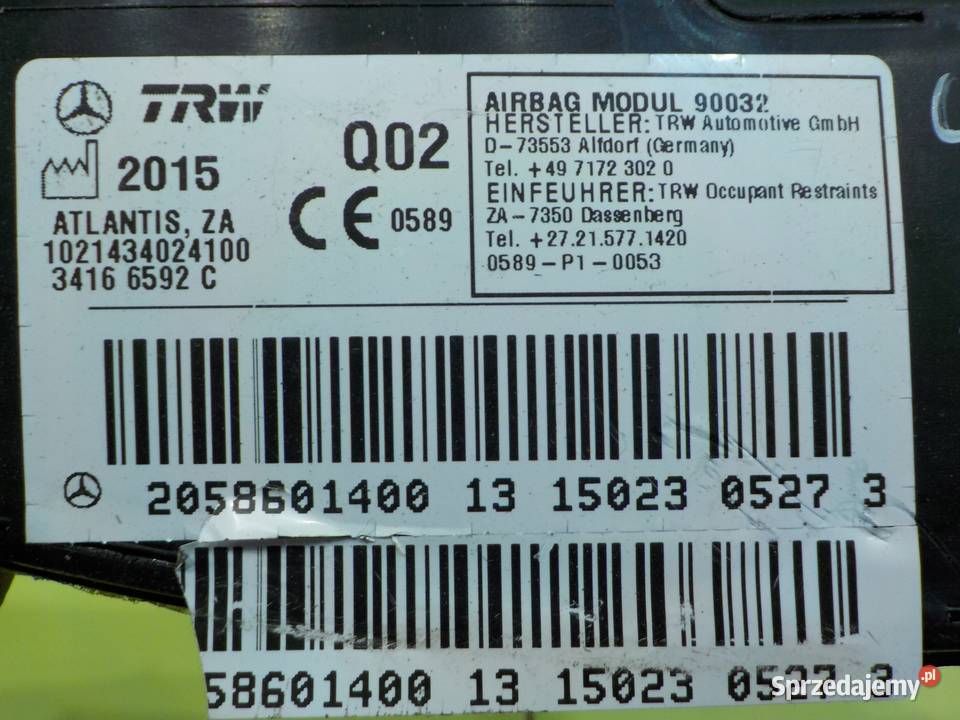 TRW
2015
Q02
ATLANTIS, ZA
1021434024100
3416 6592 C
CE 0589
AIRBAG MODUL 90032
HERSTELLER: TRW Automotive GmbH
D-73553 Alfdorf (Germany)
Tel. +49 7172 302 0
EINFEUHRER: TRW Occupant Restraints
ZA-7350 Dassenberg
Tel. +27.21.577.1420
0589-P1-0053
2058601400 13 15023 0527 3
58601400 13 15023 0527 3
Sprzedajemy.pl